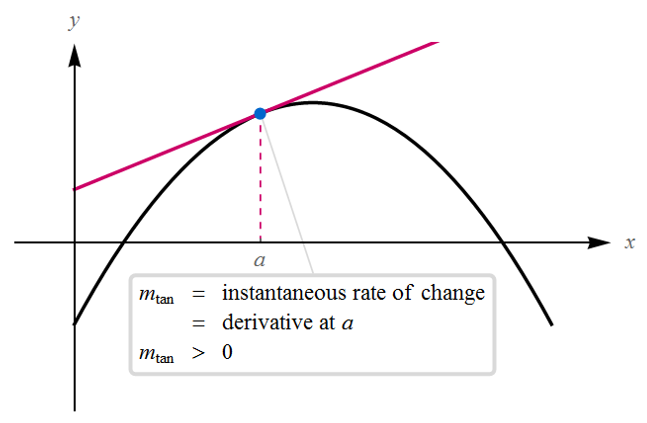 y
x
a
m_tan = instantaneous rate of change
= derivative at a
m_tan > 0